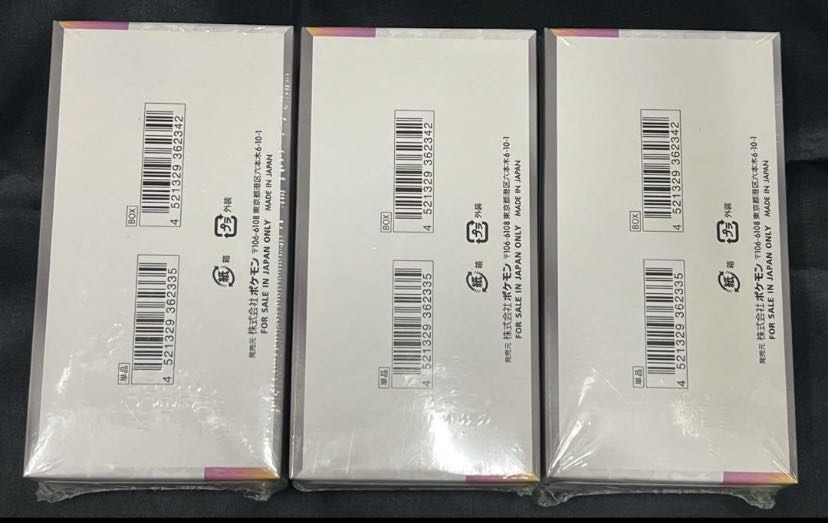 BOX
4 521329 362342
プラ 外装
単品
4 521329 362335
紙 箱
発売元 株式会社ポケモン 〒106-6108 東京都港区六本木6-10-1
FOR SALE IN JAPAN ONLY MADE IN JAPAN
BOX
4 521329 362342
プラ 外装
単品
4 521329 362335
紙 箱
発売元 株式会社ポケモン 〒106-6108 東京都港区六本木6-10-1
FOR SALE IN JAPAN ONLY MADE IN JAPAN
BOX
4 521329 362342
プラ 外装
単品
4 521329 362335
紙 箱
発売元 株式会社ポケモン 〒106-6108 東京都港区六本木6-10-1
FOR SALE IN JAPAN ONLY MADE IN JAPAN